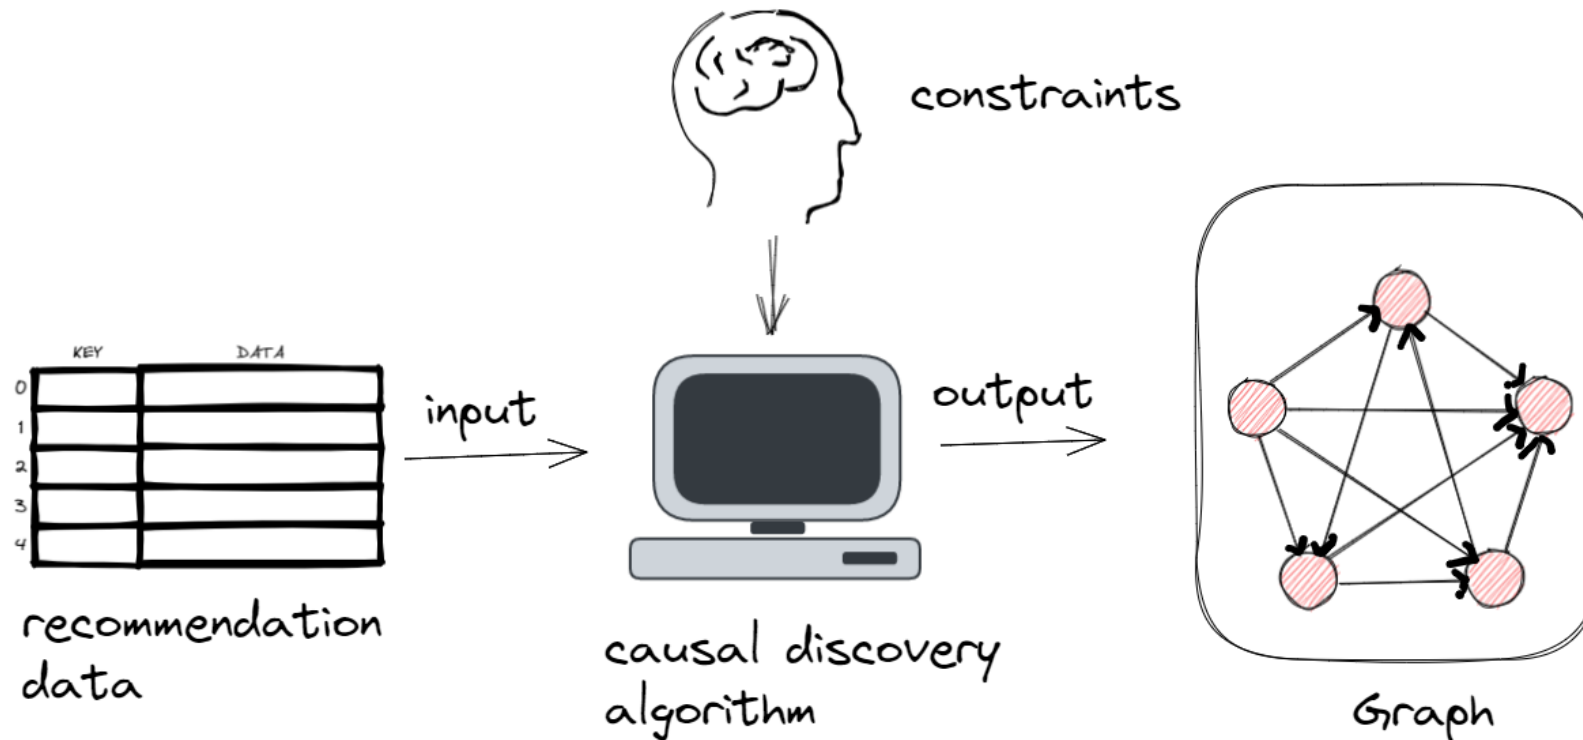 constraints
KEY DATA
0
1
2
3
4
input
output
recommendation
data
causal discovery
algorithm
Graph